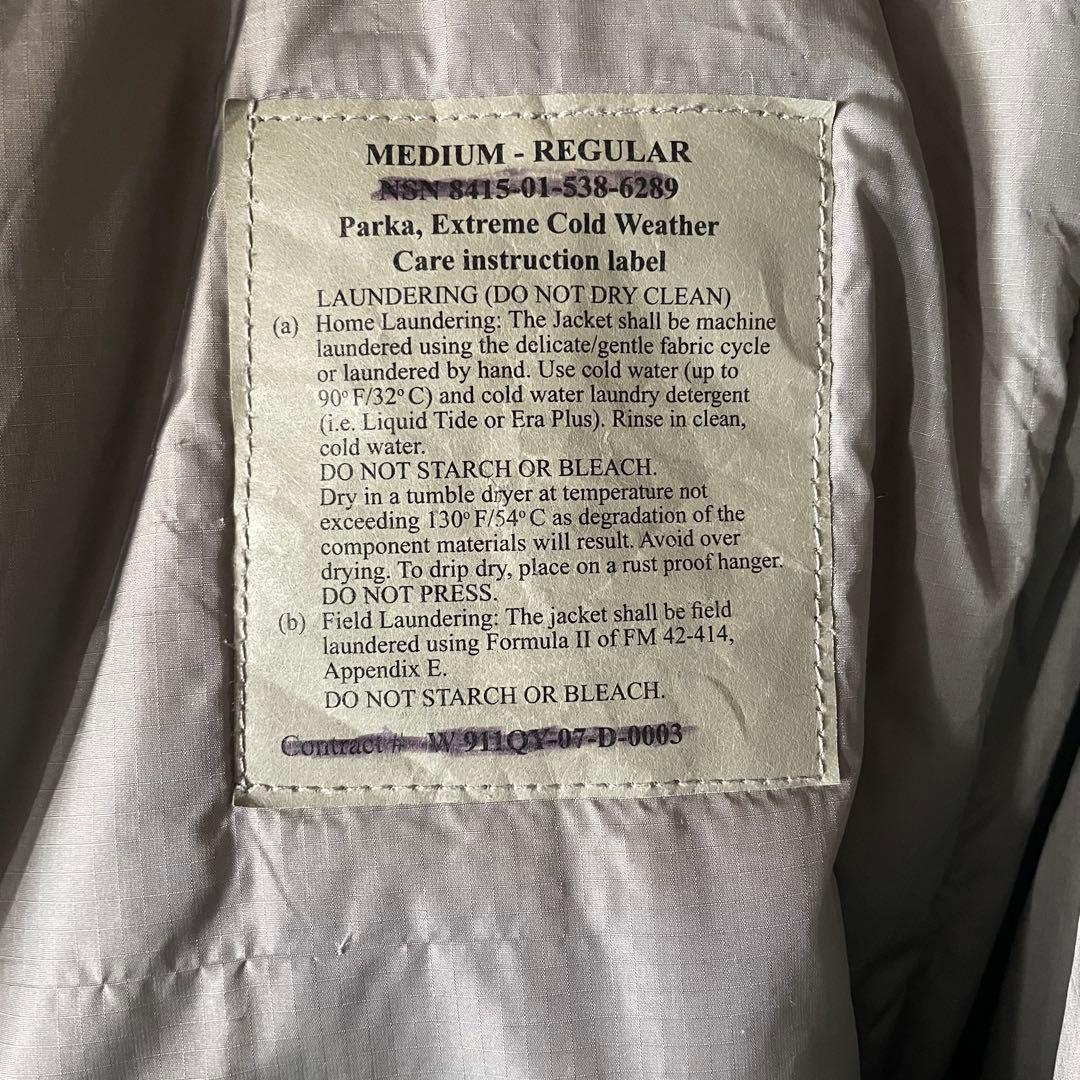 MEDIUM - REGULAR
NSN 8415-01-538-6289
Parka, Extreme Cold Weather
Care instruction label
LAUNDERING (DO NOT DRY CLEAN)
(a) Home Laundering: The Jacket shall be machine
laundered using the delicate/gentle fabric cycle
or laundered by hand. Use cold water (up to
90° F/32° C) and cold water laundry detergent
(i.e. Liquid Tide or Era Plus). Rinse in clean,
cold water.
DO NOT STARCH OR BLEACH.
Dry in a tumble dryer at temperature not
exceeding 130° F/54° C as degradation of the
component materials will result. Avoid over
drying. To drip dry, place on a rust proof hanger.
DO NOT PRESS.
(b) Field Laundering: The jacket shall be field
laundered using Formula II of FM 42-414,
Appendix E.
DO NOT STARCH OR BLEACH.
Contract # W 911QY-07-D-0003